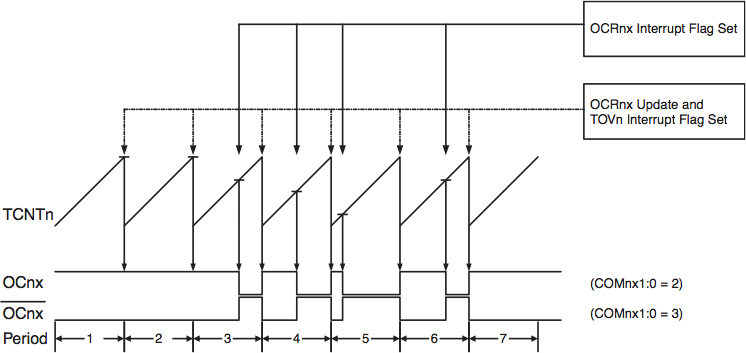 OCRnx Interrupt Flag Set
OCRnx Update and
TOVn Interrupt Flag Set
TCNTn
OCnx
(COMnx1:0 = 2)
OCnx
(COMnx1:0 = 3)
Period 1 2 3 4 5 6 7